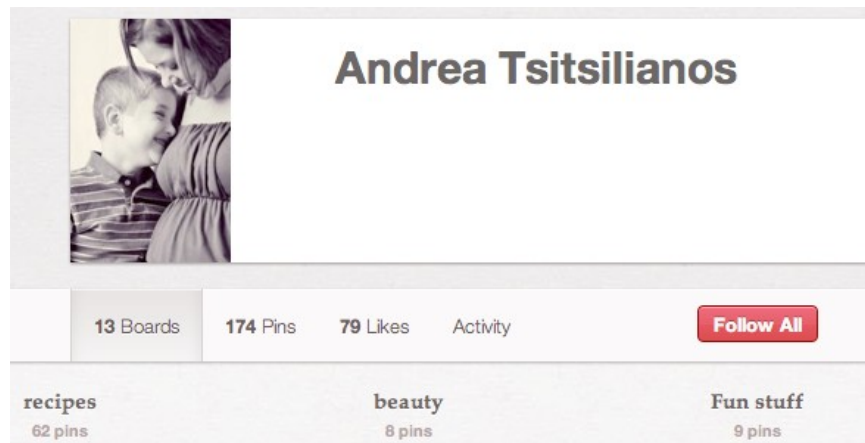 Andrea Tsitsilianos
13 Boards 174 Pins 79 Likes Activity Follow All
recipes beauty Fun stuff
62 pins 8 pins 9 pins